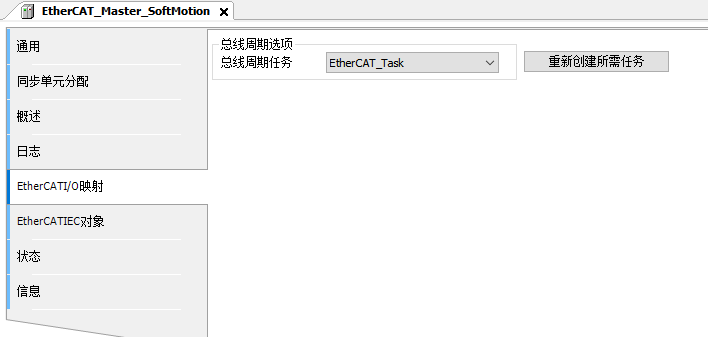 EtherCAT_Master_SoftMotion
通用
同步单元分配
概述
日志
EtherCATI/O映射
EtherCATIEC对象
状态
信息
总线周期选项
总线周期任务
EtherCAT_Task
重新创建所需任务